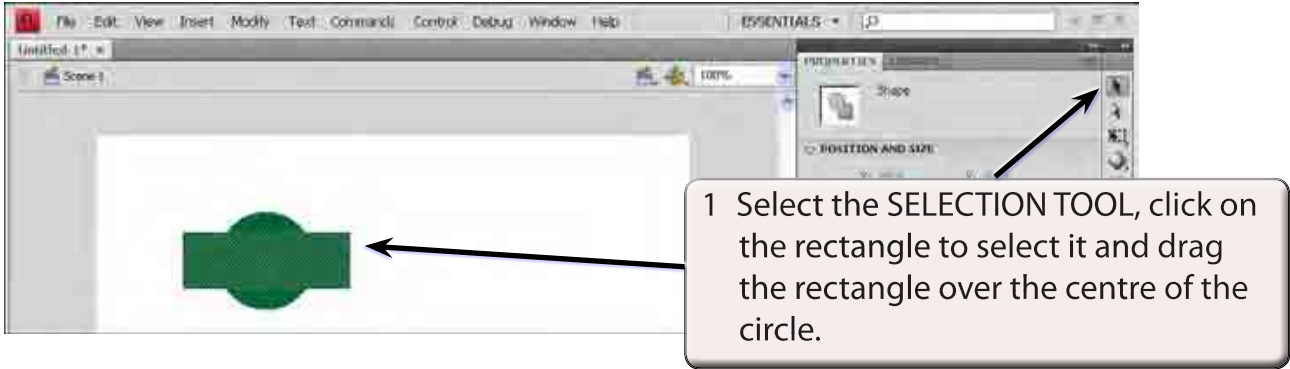 File Edit View Insert Modify Text Commands Control Debug Window Help ESSENTIALS
Untitled-1*
Scene 1 100%
PROPERTIES
Shape
POSITION AND SIZE
1 Select the SELECTION TOOL, click on
the rectangle to select it and drag
the rectangle over the centre of the
circle.